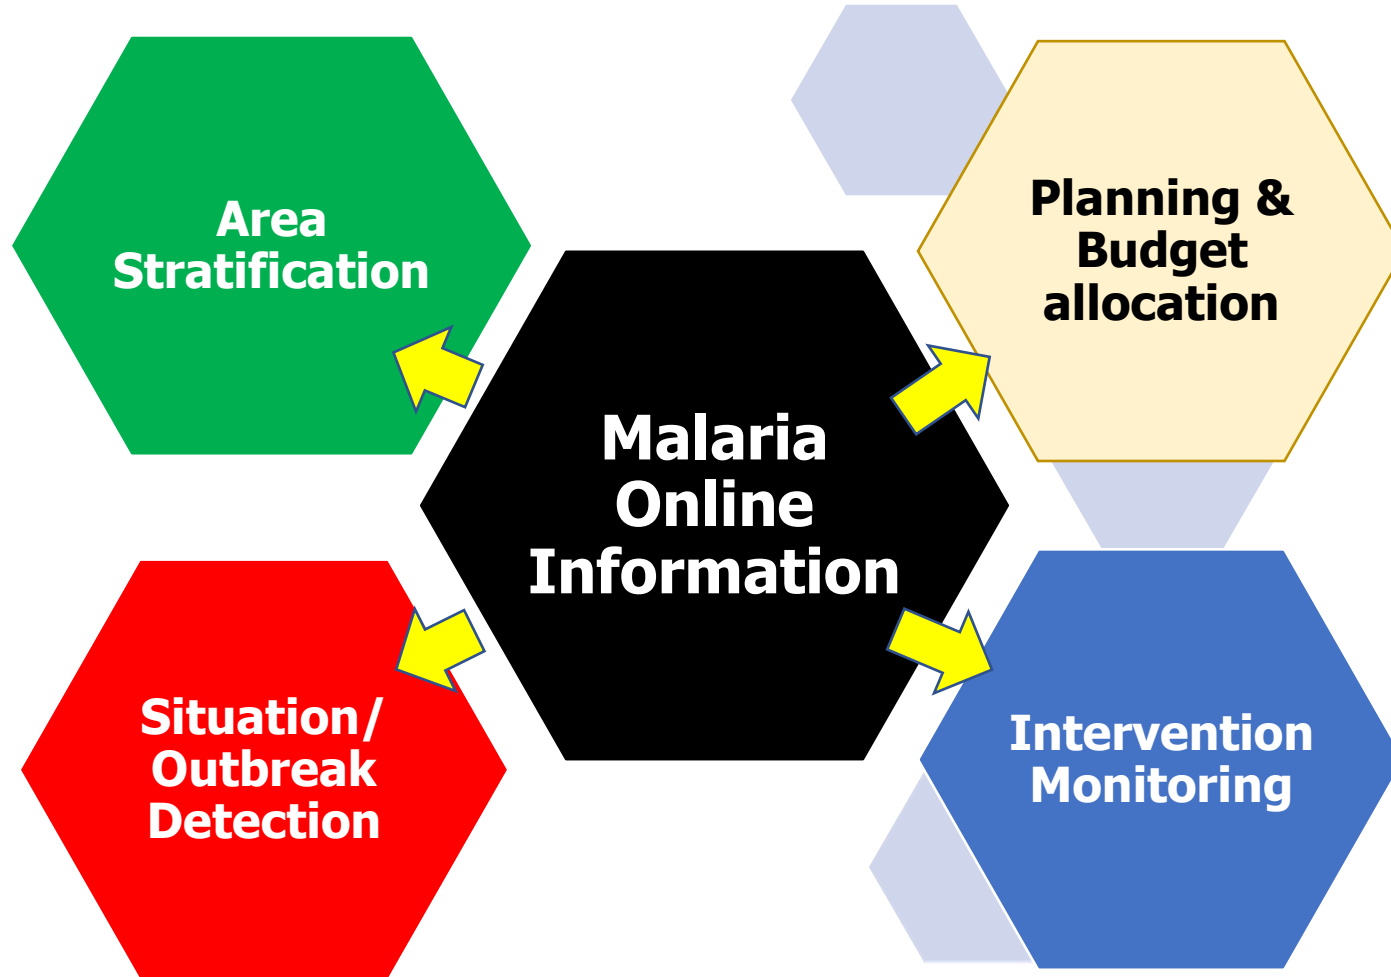 Area
Stratification
Planning &
Budget
allocation
Malaria
Online
Information
Situation/
Outbreak
Detection
Intervention
Monitoring